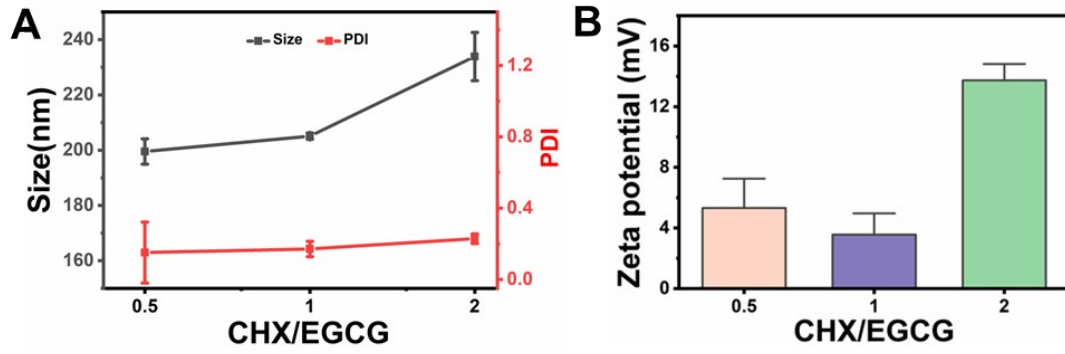 A
Size
PDI
240
220
200
180
160
Size(nm)
1.2
0.8
0.4
0.0
PDI
0.5
1
2
CHX/EGCG
B
16
12
8
4
0
Zeta potential (mV)
0.5
1
2
CHX/EGCG